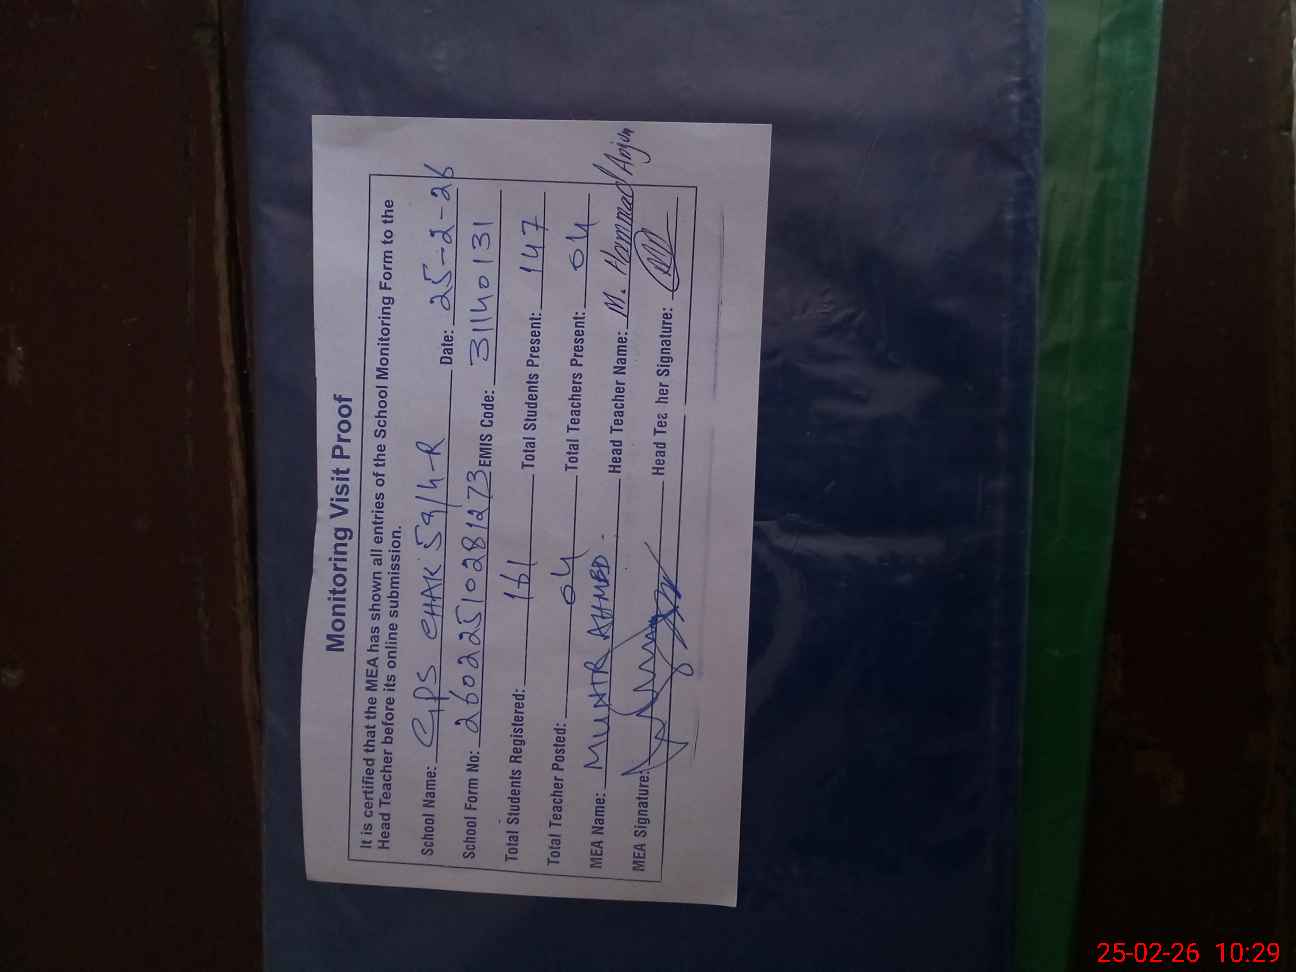 Monitoring Visit Proof
It is certified that the MEA has shown all entries of the School Monitoring Form to the
Head Teacher before its online submission.
School Name: GPS CHAK 59/4-R Date: 25-2-26
School Form No: 26022510281273 EMIS Code: 31140131
Total Students Registered: 161 Total Students Present: 147
Total Teacher Posted: 04 Total Teachers Present: 04
MEA Name: MUNIR AHMED. Head Teacher Name: M. Hammad Anjum
MEA Signature: Head Teacher Signature:
25-02-26 10:29